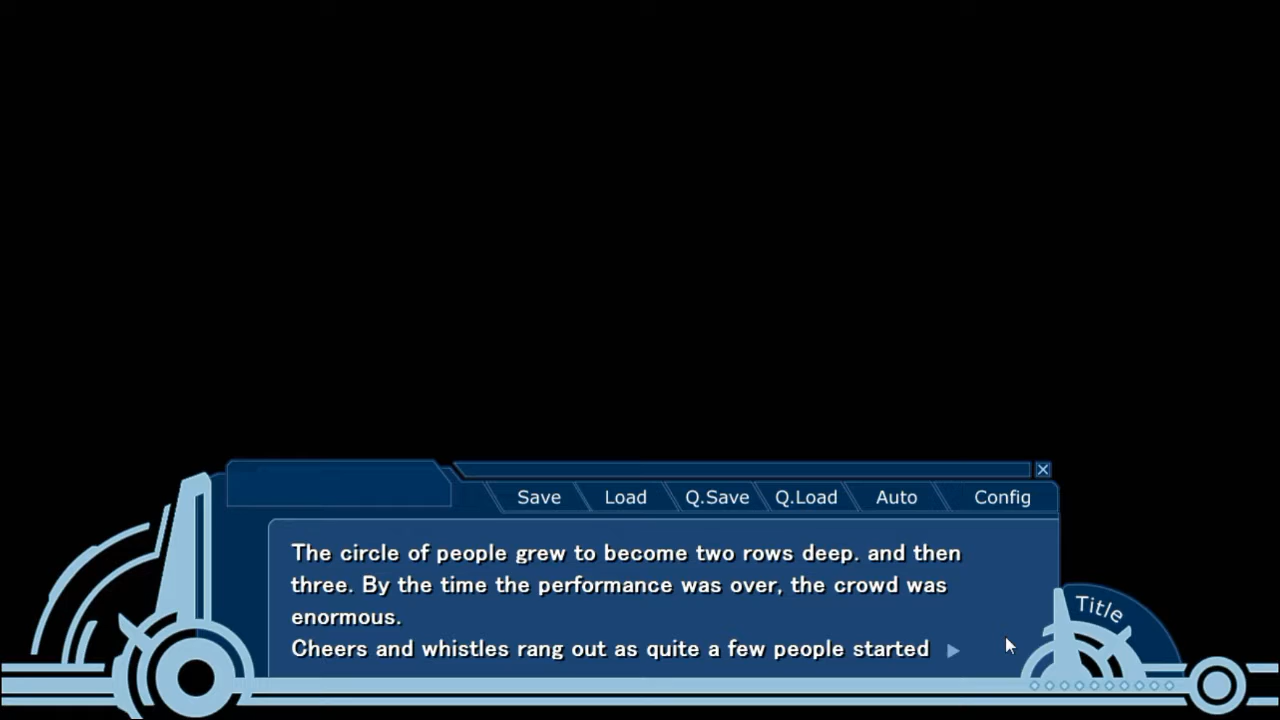 Save Load Q.Save Q.Load Auto Config
The circle of people grew to become two rows deep. and then
three. By the time the performance was over, the crowd was
enormous.
Cheers and whistles rang out as quite a few people started
Title